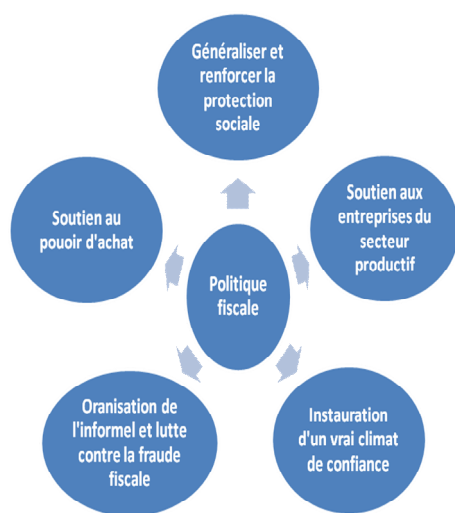 Généraliser et
renforcer la
protection
sociale
Soutien au
pouoir d'achat
Soutien aux
entreprises du
secteur
productif
Politique
fiscale
Oranisation de
l'informel et lutte
contre la fraude
fiscale
Instauration
d'un vrai climat
de confiance